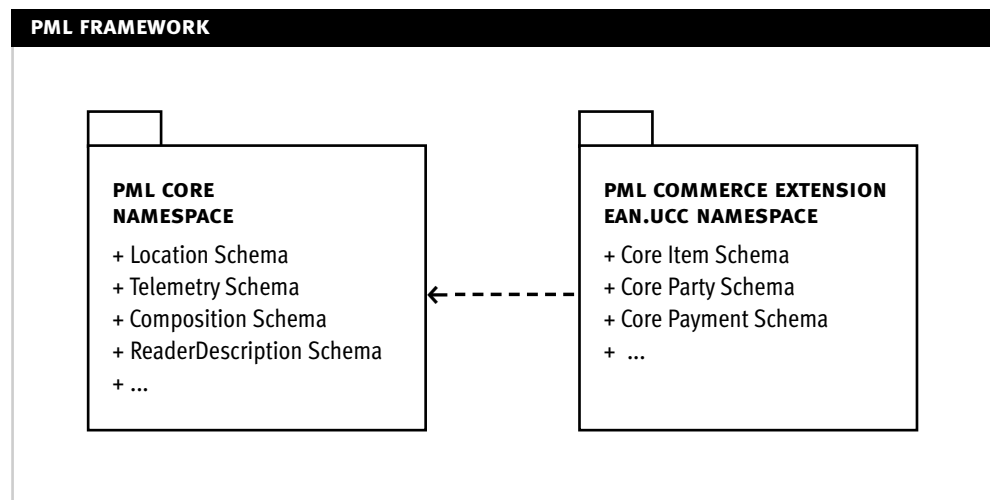 PML FRAMEWORK
PML CORE
NAMESPACE
+ Location Schema
+ Telemetry Schema
+ Composition Schema
+ ReaderDescription Schema
+ ...
PML COMMERCE EXTENSION
EAN.UCC NAMESPACE
+ Core Item Schema
+ Core Party Schema
+ Core Payment Schema
+ ...